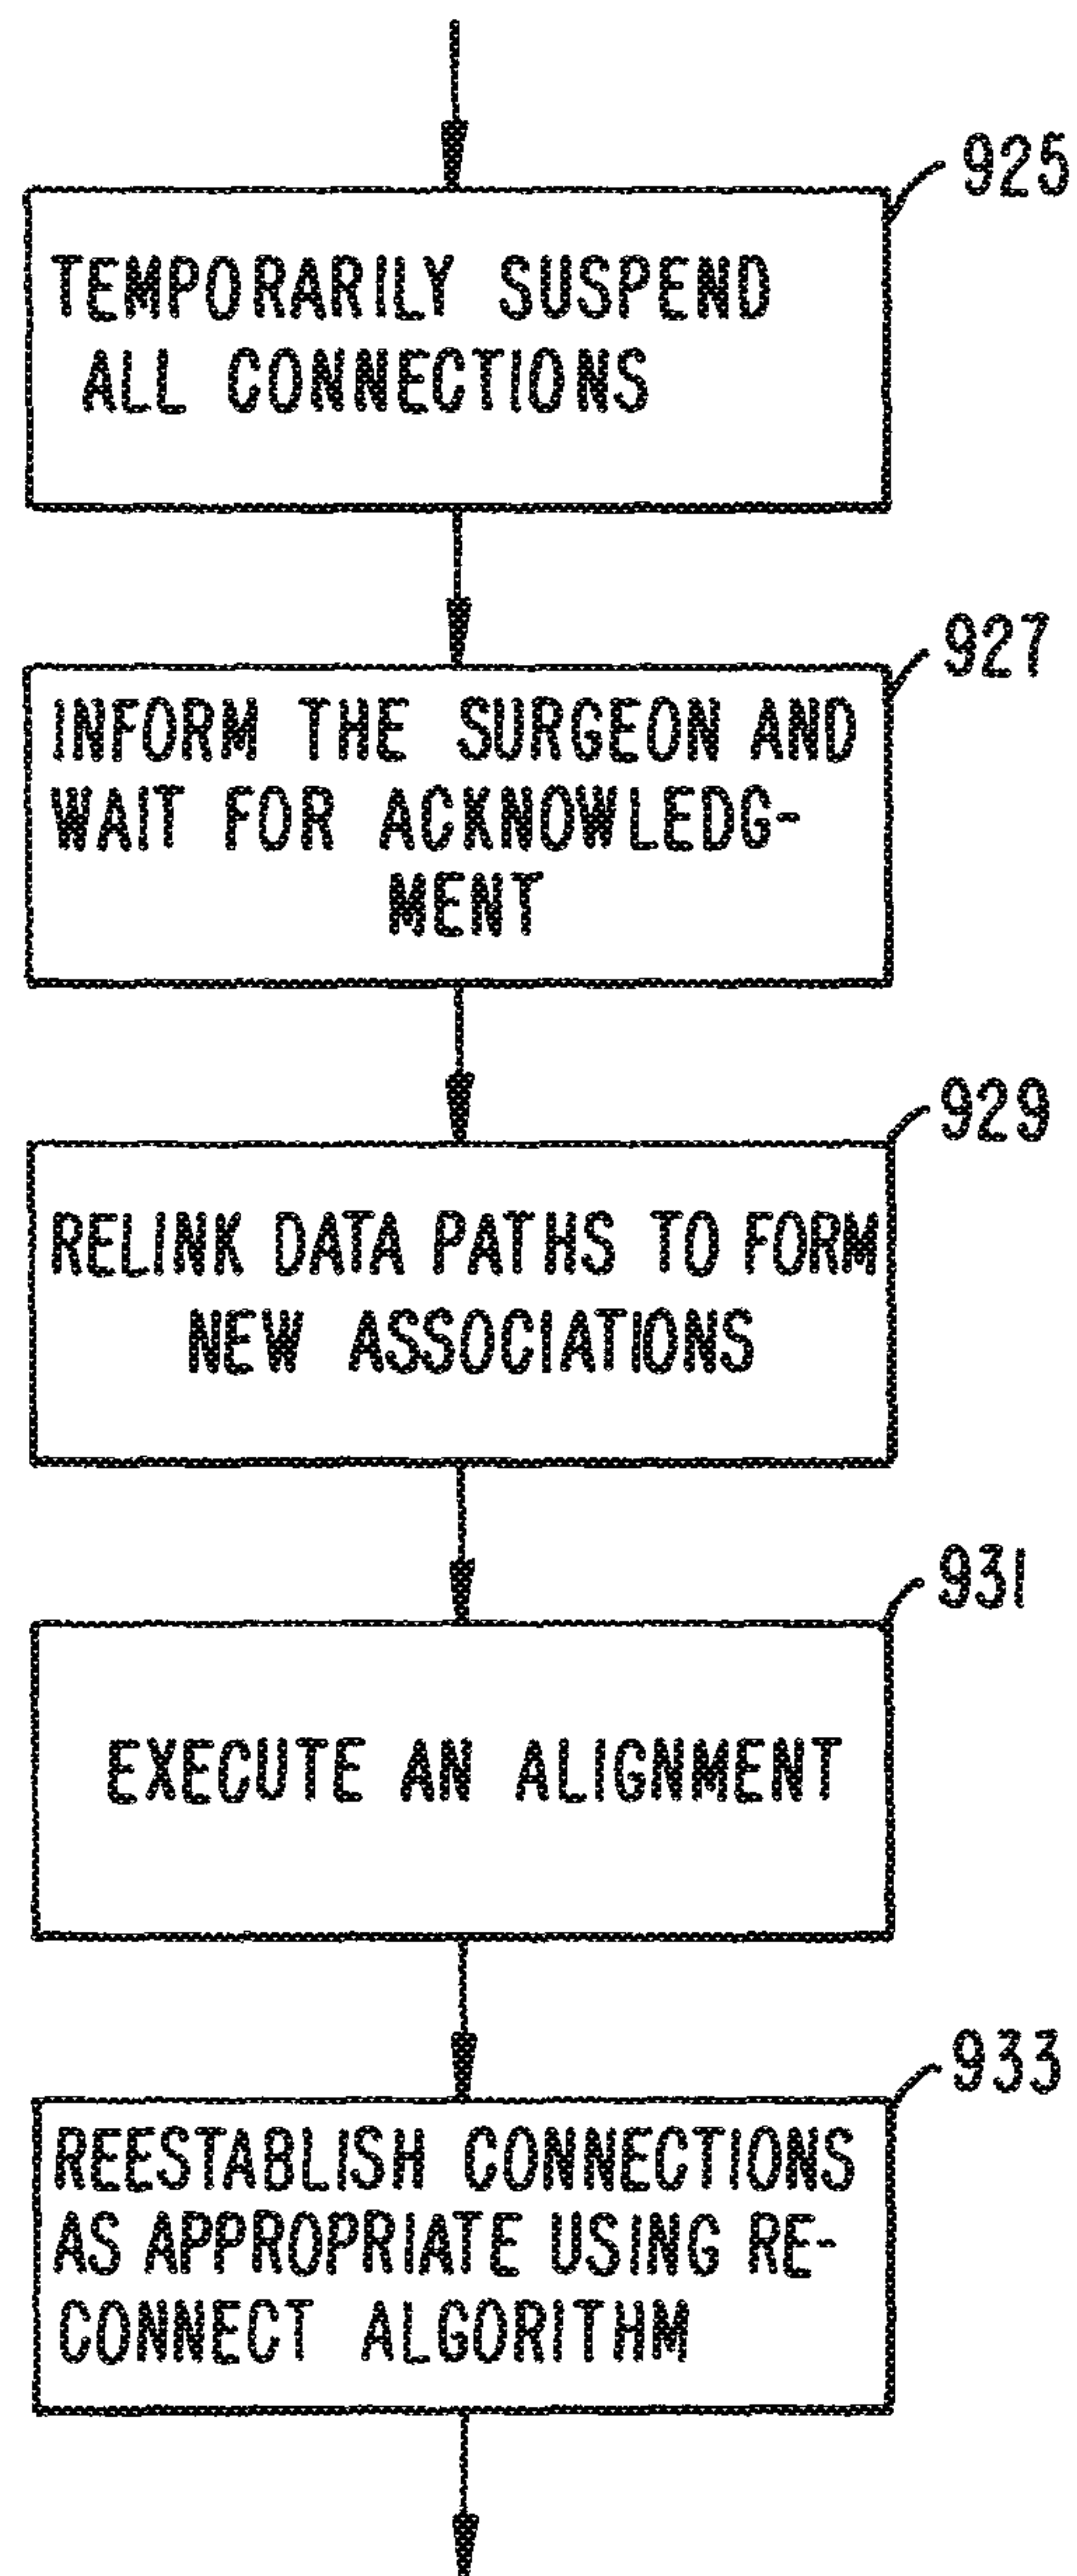 925
TEMPORARILY SUSPEND
ALL CONNECTIONS
927
INFORM THE SURGEON AND
WAIT FOR ACKNOWLEDG-
MENT
929
RELINK DATA PATHS TO FORM
NEW ASSOCIATIONS
931
EXECUTE AN ALIGNMENT
933
REESTABLISH CONNECTIONS
AS APPROPRIATE USING RE-
CONNECT ALGORITHM